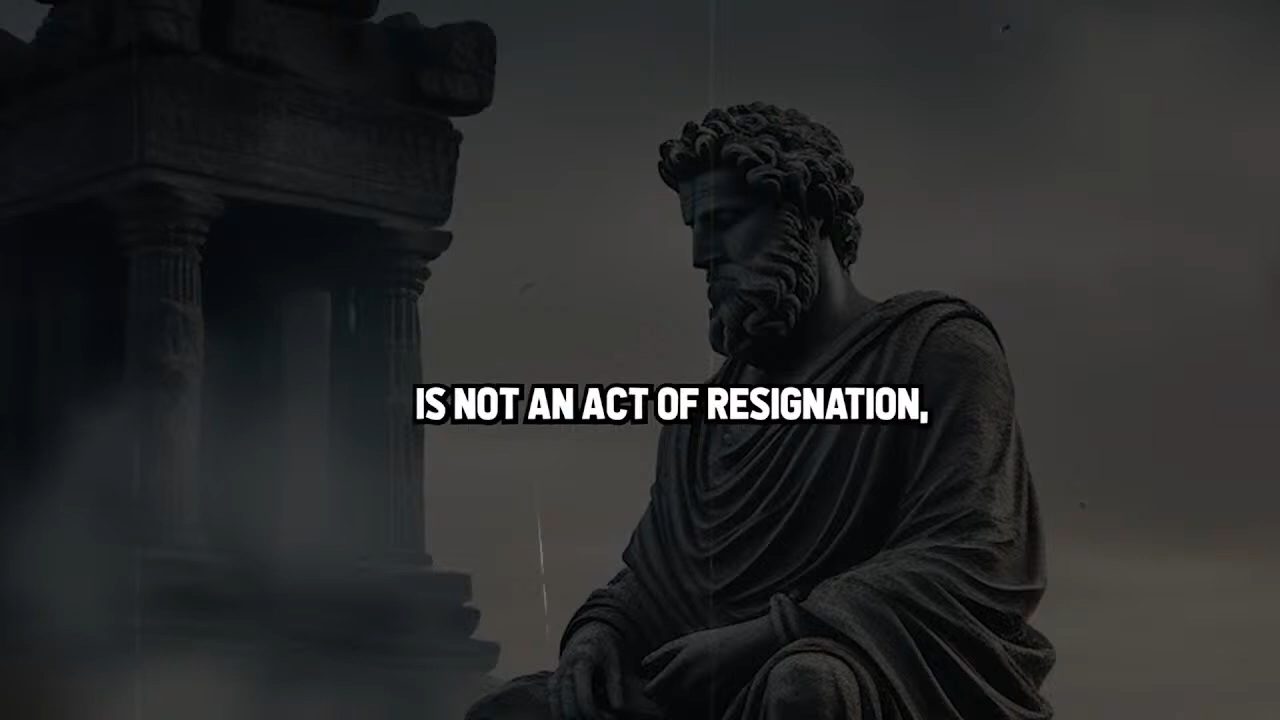 IS NOT AN ACT OF RESIGNATION,